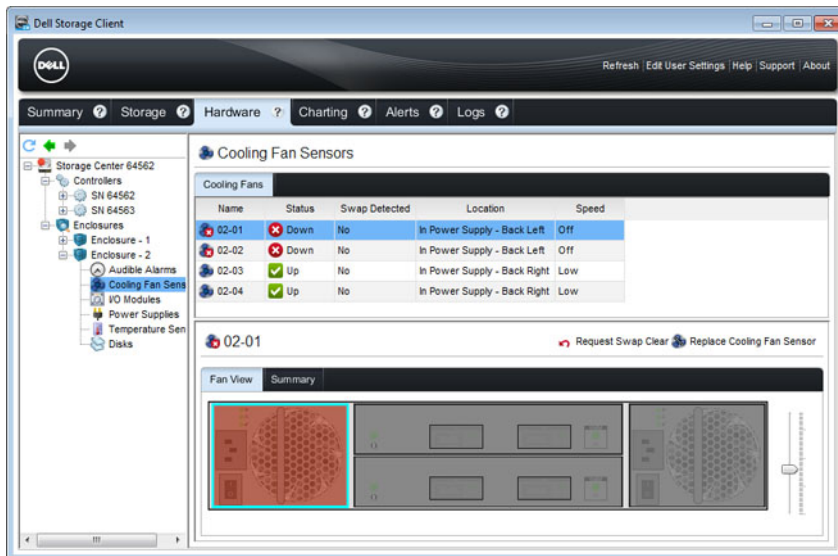 Dell Storage Client
DELL
Refresh | Edit User Settings | Help | Support | About
Summary ? Storage ? Hardware ? Charting ? Alerts ? Logs ?
Storage Center 64562
Controllers
SN 64562
SN 64563
Enclosures
Enclosure - 1
Enclosure - 2
Audible Alarms
Cooling Fan Sens
I/O Modules
Power Supplies
Temperature Sen
Disks
Cooling Fan Sensors
Cooling Fans
Name Status Swap Detected Location Speed
02-01 Down No In Power Supply - Back Left Off
02-02 Down No In Power Supply - Back Left Off
02-03 Up No In Power Supply - Back Right Low
02-04 Up No In Power Supply - Back Right Low
02-01
Request Swap Clear Replace Cooling Fan Sensor
Fan View Summary